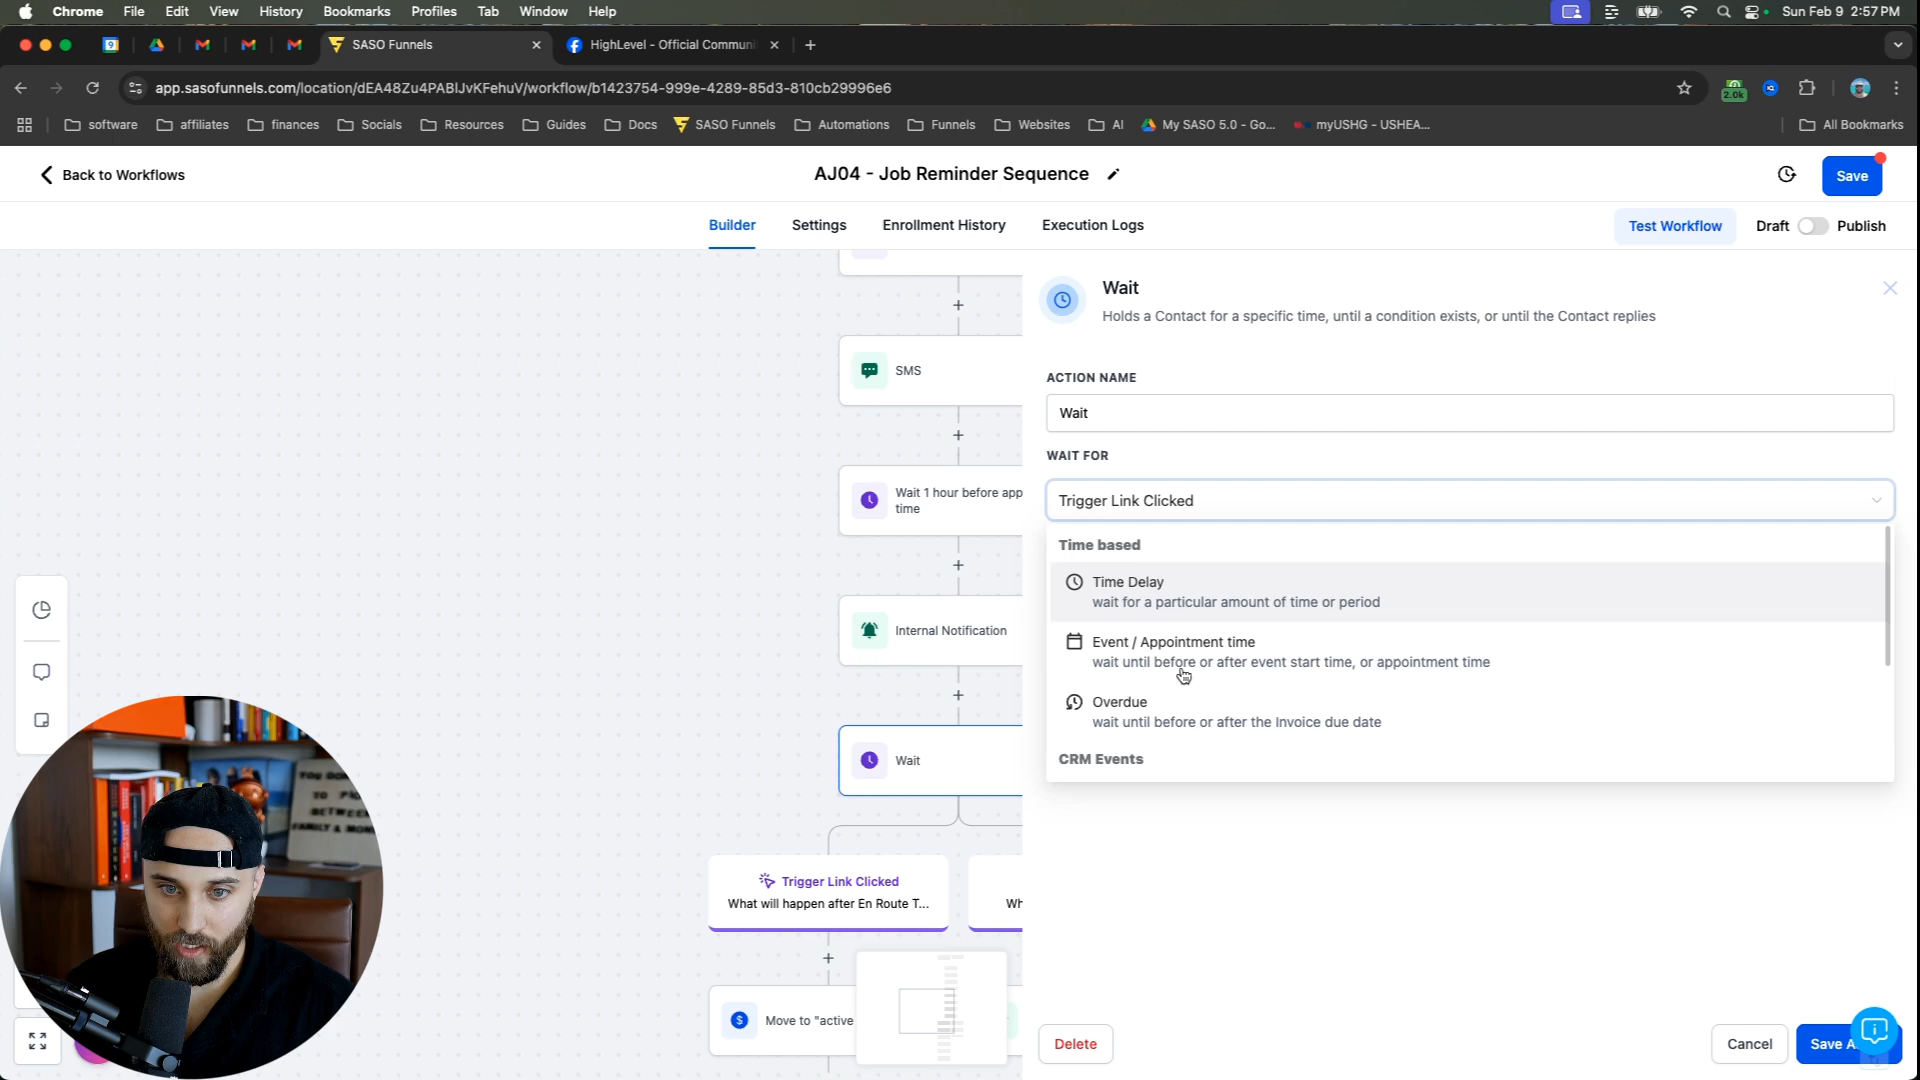 Chrome File Edit View History Bookmarks Profiles Tab Window Help
Sun Feb 9 2:57 PM
9
SASO Funnels
HighLevel - Official Communi
app.sasofunnels.com/location/dEA48Zu4PABIJvKFehuV/workflow/b1423754-999e-4289-85d3-810cb29996e6
2.0k
software affiliates finances Socials Resources Guides Docs SASO Funnels Automations Funnels Websites AI My SASO 5.0 - Go... myUSHG - USHEA... All Bookmarks
Back to Workflows
AJ04 - Job Reminder Sequence
Save
Builder Settings Enrollment History Execution Logs
Test Workflow Draft Publish
SMS
Wait 1 hour before app
time
Internal Notification
Wait
Trigger Link Clicked
What will happen after En Route T...
Wh
Move to "active
Wait
Holds a Contact for a specific time, until a condition exists, or until the Contact replies
ACTION NAME
Wait
WAIT FOR
Trigger Link Clicked
Time based
Time Delay
wait for a particular amount of time or period
Event / Appointment time
wait until before or after event start time, or appointment time
Overdue
wait until before or after the Invoice due date
CRM Events
Delete
Cancel
Save A